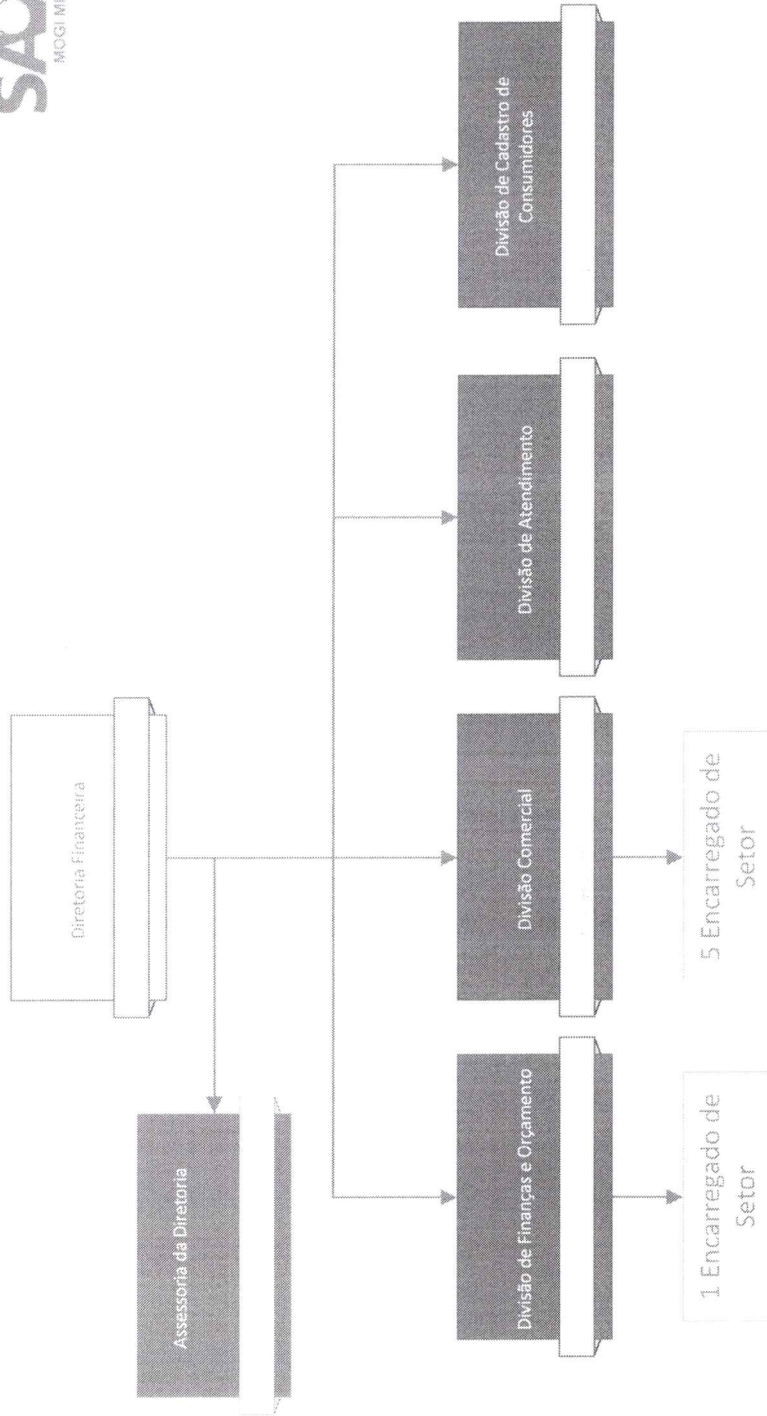 Diretoria Financeira
Assessoria da Diretoria
Divisão de Finanças e Orçamento
Divisão Comercial
Divisão de Atendimento
Divisão de Cadastro de
Consumidores
1 Encarregado de
Setor
5 Encarregado de
Setor
MOGI